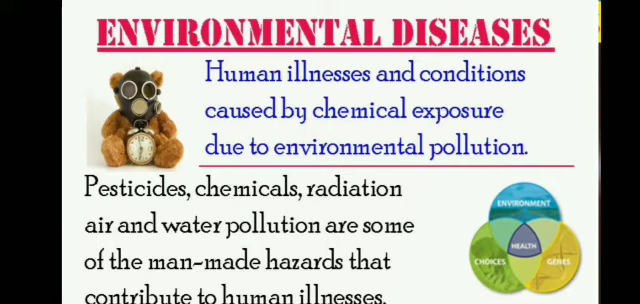 ENVIRONMENTAL DISEASES
Human illnesses and conditions
caused by chemical exposure
due to environmental pollution.
Pesticides, chemicals, radiation
air and water pollution are some
of the man-made hazards that
contribute to human illnesses.
ENVIRONMENT
HEALTH
CHOICES
GENES